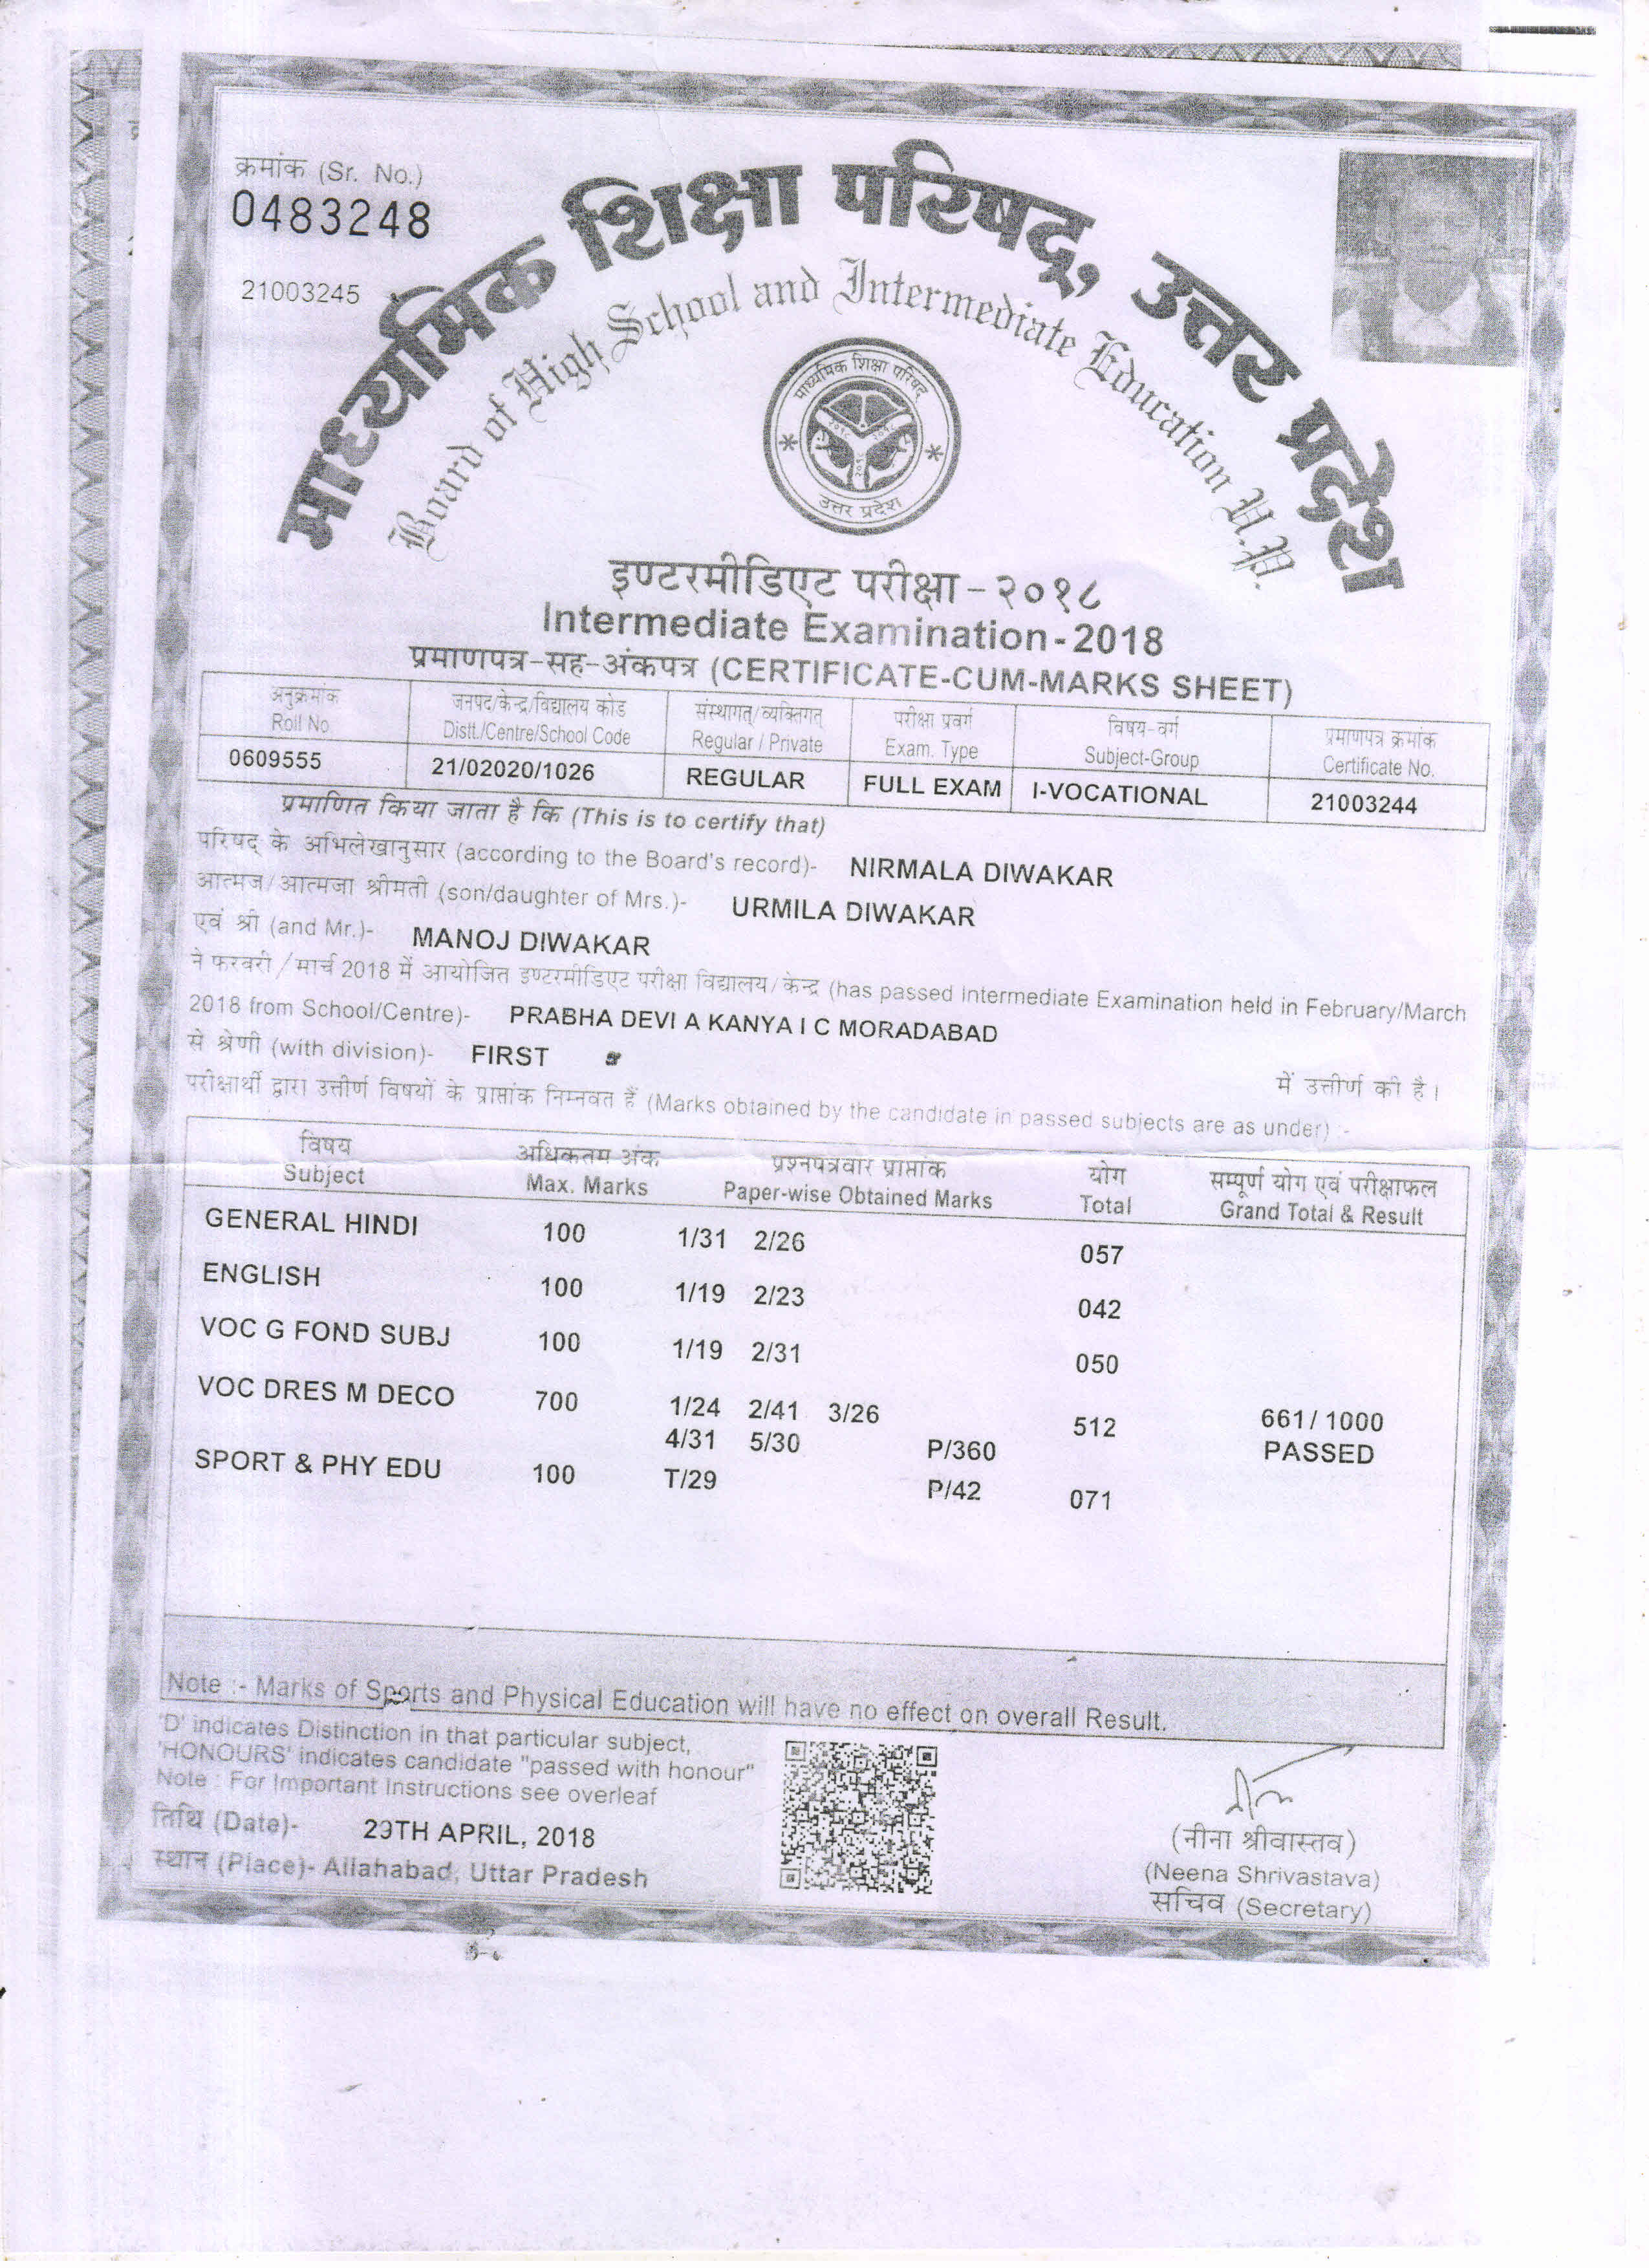 क्रमांक (Sr. No.)
0483248
21003245
माध्यमिक शिक्षा परिषद्, उत्तर प्रदेश
Board of High School and Intermediate Education U.P.
माध्यमिक शिक्षा परिषद्
२०१८ २०१८
२०१८
उत्तर प्रदेश
इण्टरमीडिएट परीक्षा-२०१८
Intermediate Examination-2018
प्रमाणपत्र-सह-अंकपत्र (CERTIFICATE-CUM-MARKS SHEET)
अनुक्रमांक जनपद/केन्द्र/विद्यालय कोड संस्थागत्/व्यक्तिगत् परीक्षा प्रवर्ग विषय-वर्ग प्रमाणपत्र क्रमांक
Roll No. Distt./Centre/School Code Regular / Private Exam. Type Subject-Group Certificate No.
0609555 21/02020/1026 REGULAR FULL EXAM I-VOCATIONAL 21003244
प्रमाणित किया जाता है कि (This is to certify that)
परिषद् के अभिलेखानुसार (according to the Board's record)- NIRMALA DIWAKAR
आत्मज/आत्मजा श्रीमती (son/daughter of Mrs.)- URMILA DIWAKAR
एवं श्री (and Mr.)- MANOJ DIWAKAR
ने फरवरी/मार्च 2018 में आयोजित इण्टरमीडिएट परीक्षा विद्यालय/केन्द्र (has passed Intermediate Examination held in February/March
2018 from School/Centre)- PRABHA DEVI A KANYA I C MORADABAD
से श्रेणी (with division)- FIRST में उत्तीर्ण की है।
परीक्षार्थी द्वारा उत्तीर्ण विषयों के प्राप्तांक निम्नवत हैं (Marks obtained by the candidate in passed subjects are as under) :-
विषय अधिकतम अंक प्रश्नपत्रवार प्राप्तांक योग सम्पूर्ण योग एवं परीक्षाफल
Subject Max. Marks Paper-wise Obtained Marks Total Grand Total & Result
GENERAL HINDI 100 1/31 2/26 057
ENGLISH 100 1/19 2/23 042
VOC G FOND SUBJ 100 1/19 2/31 050
VOC DRES M DECO 700 1/24 2/41 3/26 512 661/1000
4/31 5/30 P/360 PASSED
SPORT & PHY EDU 100 T/29 P/42 071
Note :- Marks of Sports and Physical Education will have no effect on overall Result.
'D' indicates Distinction in that particular subject,
'HONOURS' indicates candidate "passed with honour"
Note : For Important Instructions see overleaf
तिथि (Date)- 29TH APRIL, 2018
स्थान (Place)- Allahabad, Uttar Pradesh
(नीना श्रीवास्तव)
(Neena Shrivastava)
सचिव (Secretary)